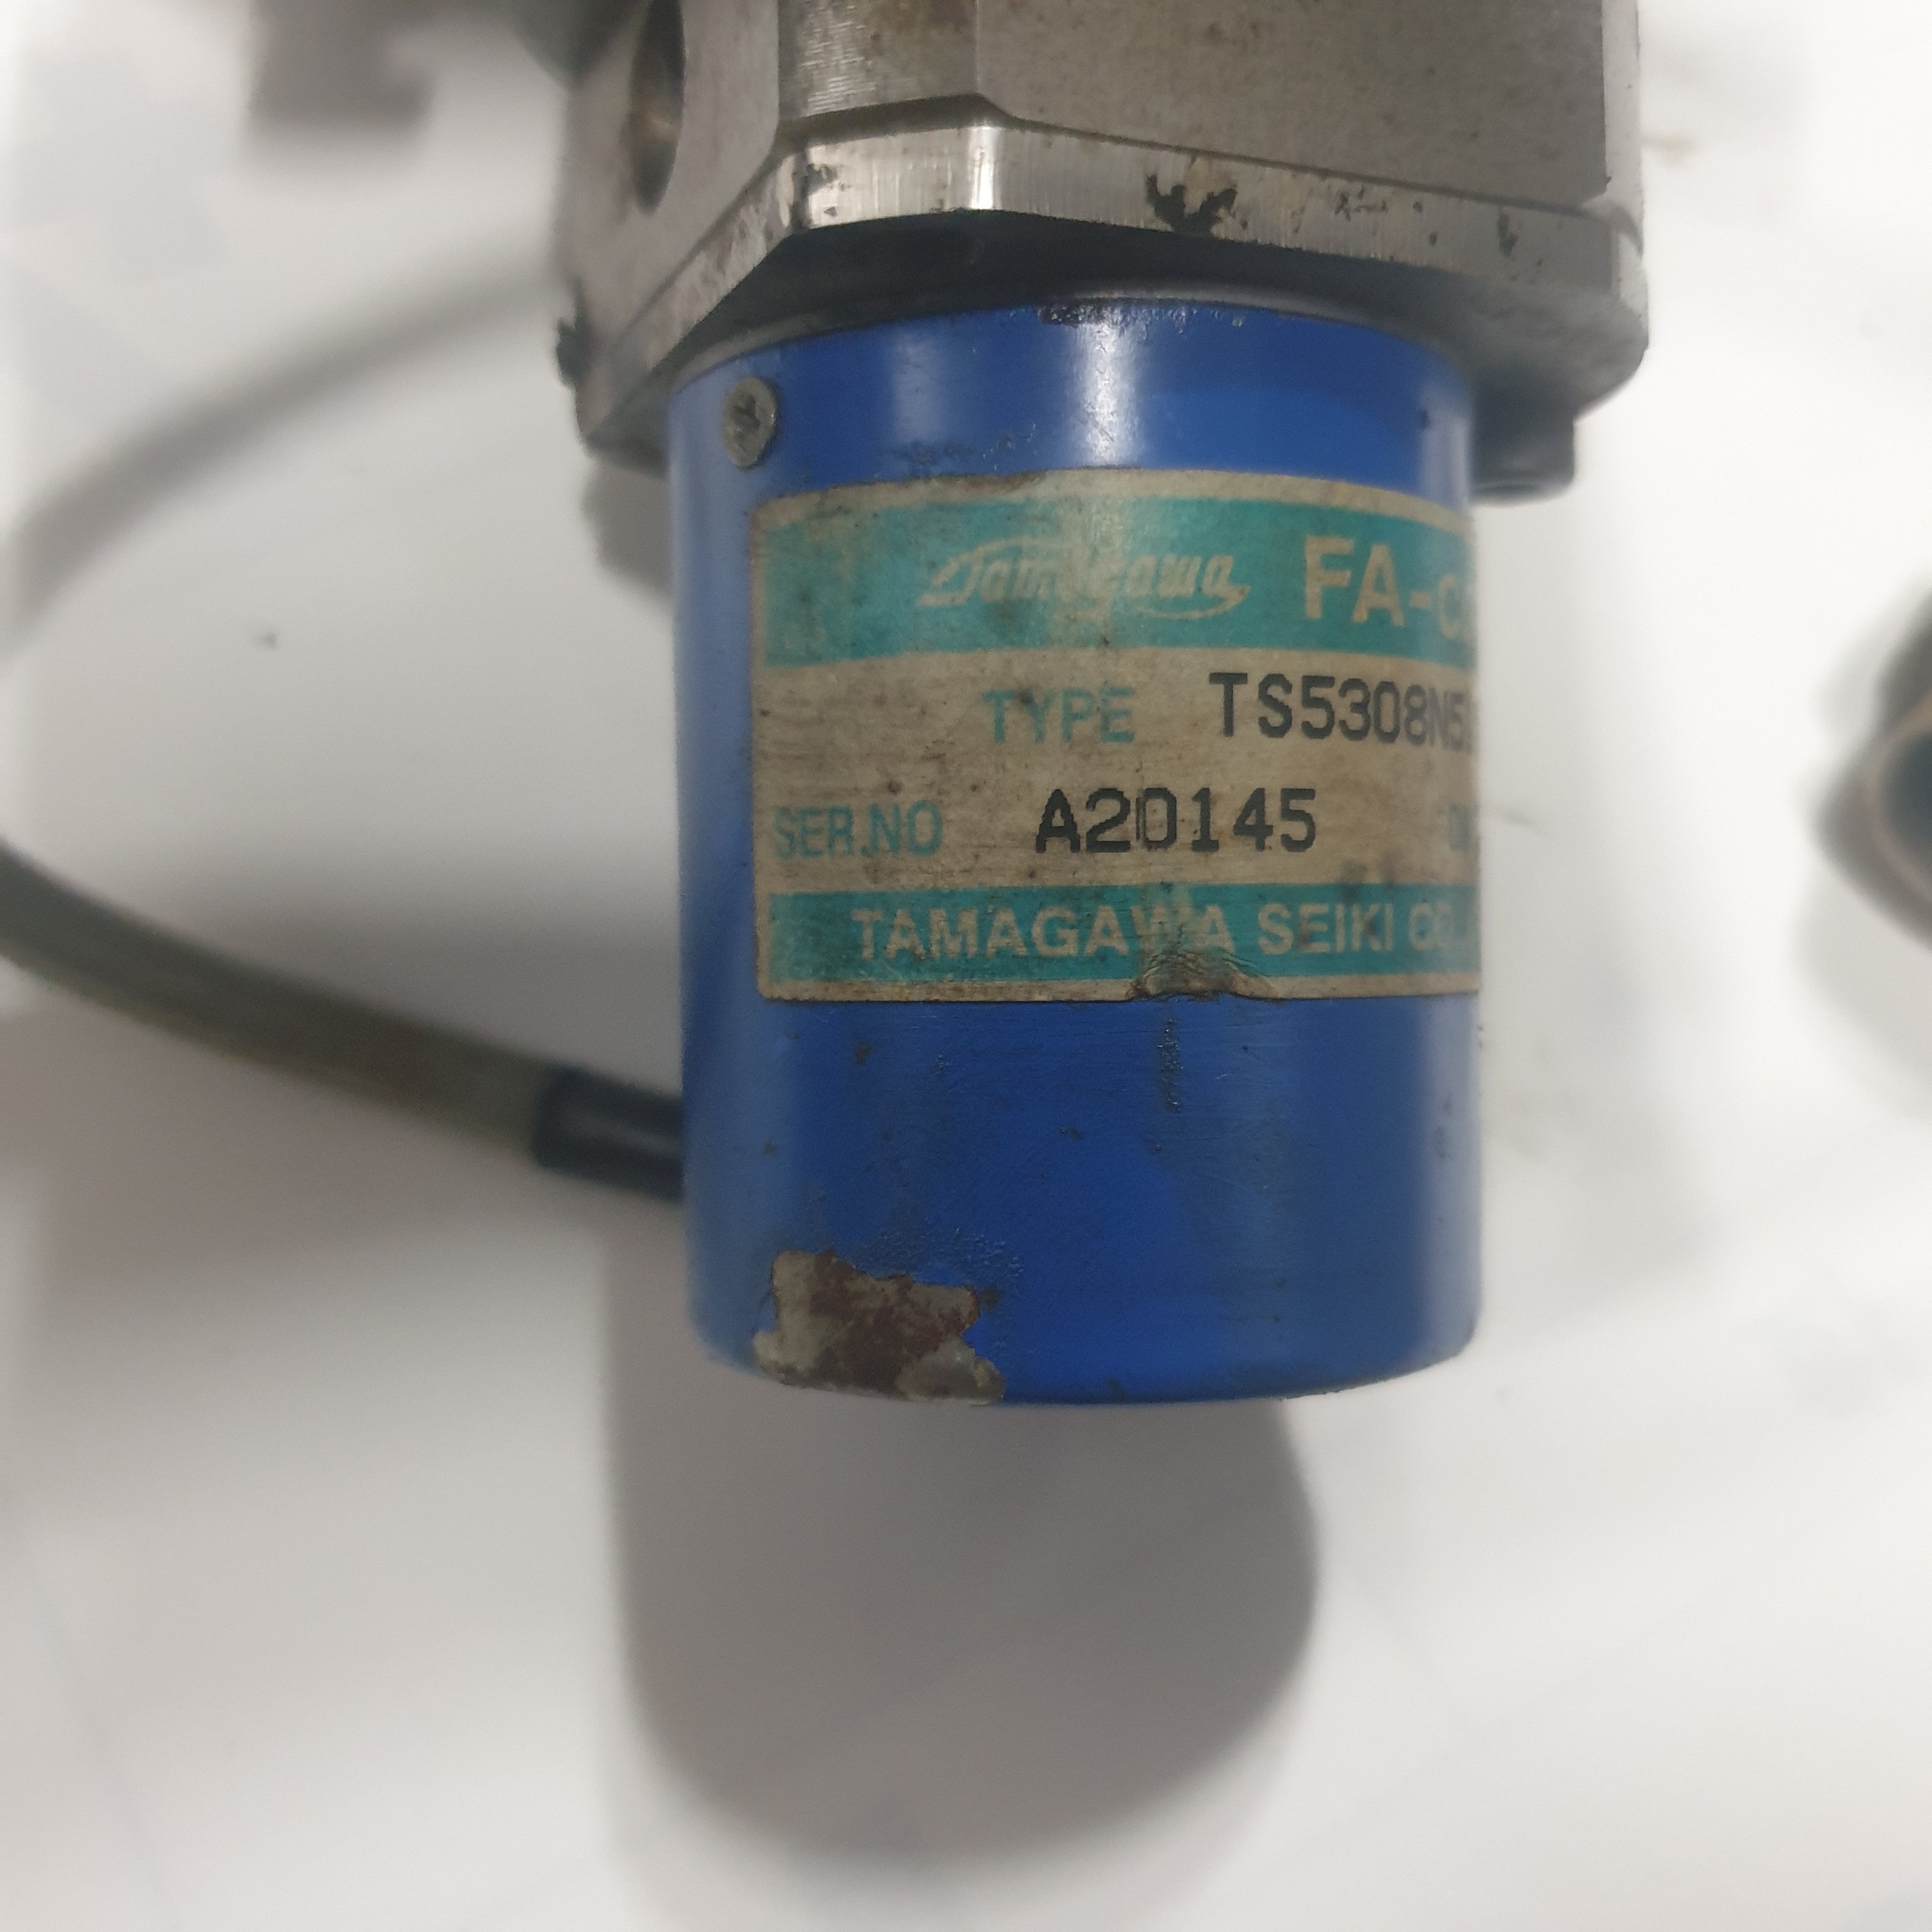 Tamagawa FA-C
TYPE TS5308N5
SER.NO A20145
TAMAGAWA SEIKI CO.,